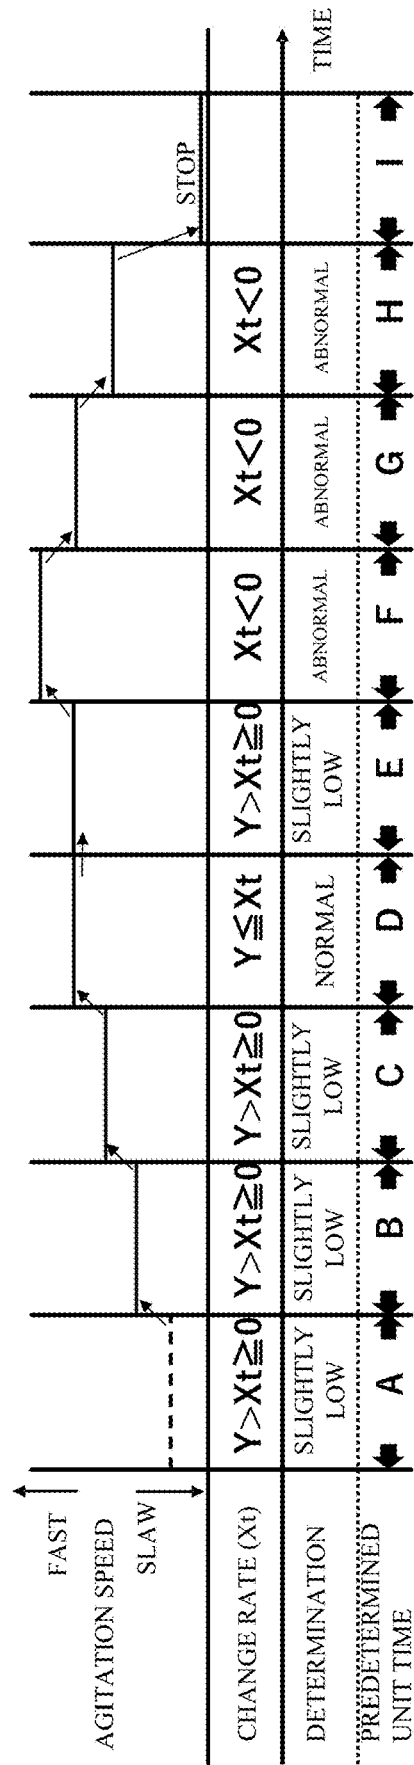 FAST
AGITATION SPEED
SLAW
STOP
CHANGE RATE (Xt)
Y>Xt≧0
Y>Xt≧0
Y>Xt≧0
Y≦Xt
Y>Xt≧0
Xt<0
Xt<0
Xt<0
TIME
DETERMINATION
SLIGHTLY
LOW
SLIGHTLY
LOW
SLIGHTLY
LOW
NORMAL
SLIGHTLY
LOW
ABNORMAL
ABNORMAL
ABNORMAL
PREDETERMINED
UNIT TIME
A
B
C
D
E
F
G
H
I